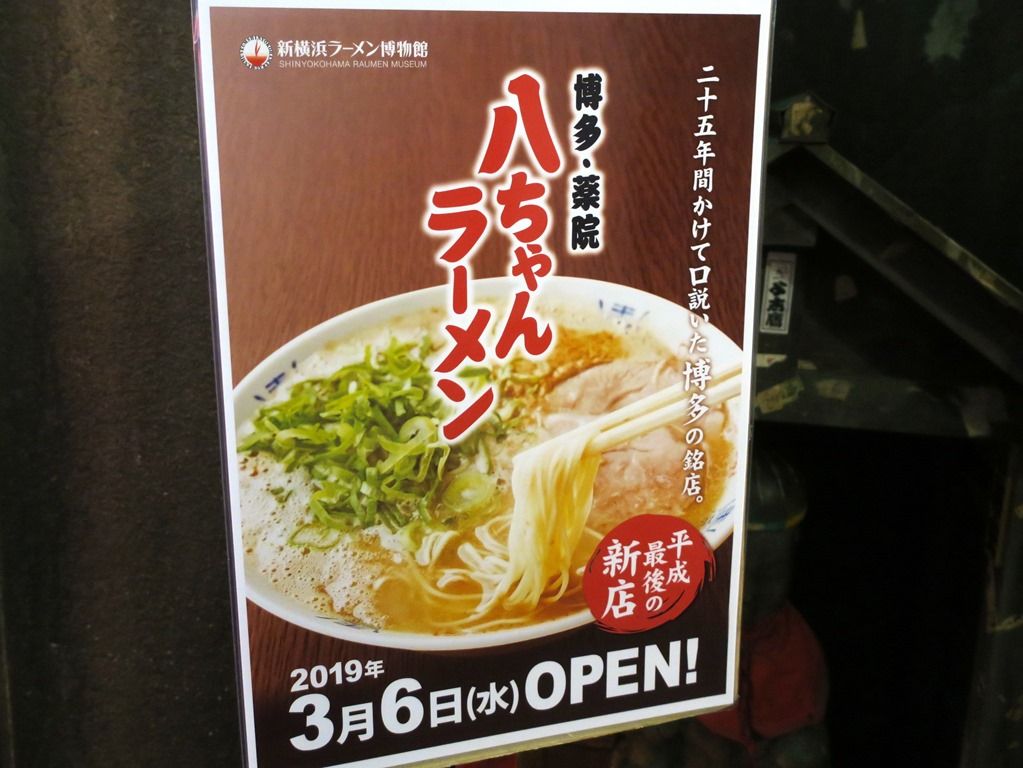 新横浜ラーメン博物館
SHINYOKOHAMA RAUMEN MUSEUM
二十五年間かけて口説いた博多の銘店。
博多・薬院
八ちゃん
ラーメン
平成
最後の
新店
2019年
3月6日(水)OPEN!